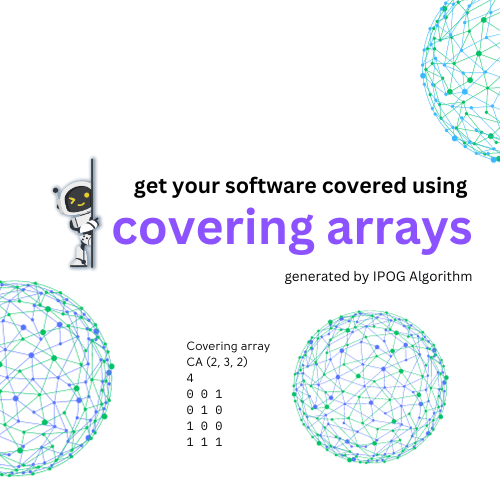 get your software covered using
covering arrays
generated by IPOG Algorithm
Covering array
CA (2, 3, 2)
4
0 0 1
0 1 0
1 0 0
1 1 1